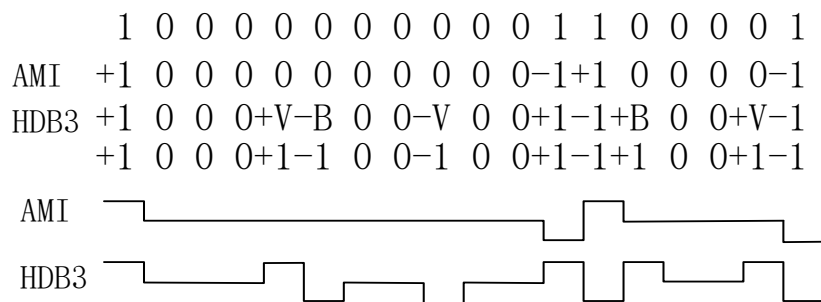 1 0 0 0 0 0 0 0 0 0 0 1 1 0 0 0 0 1
AMI +1 0 0 0 0 0 0 0 0 0 0-1+1 0 0 0 0-1
HDB3 +1 0 0 0+V-B 0 0-V 0 0+1-1+B 0 0+V-1
+1 0 0 0+1-1 0 0-1 0 0+1-1+1 0 0+1-1
AMI
HDB3